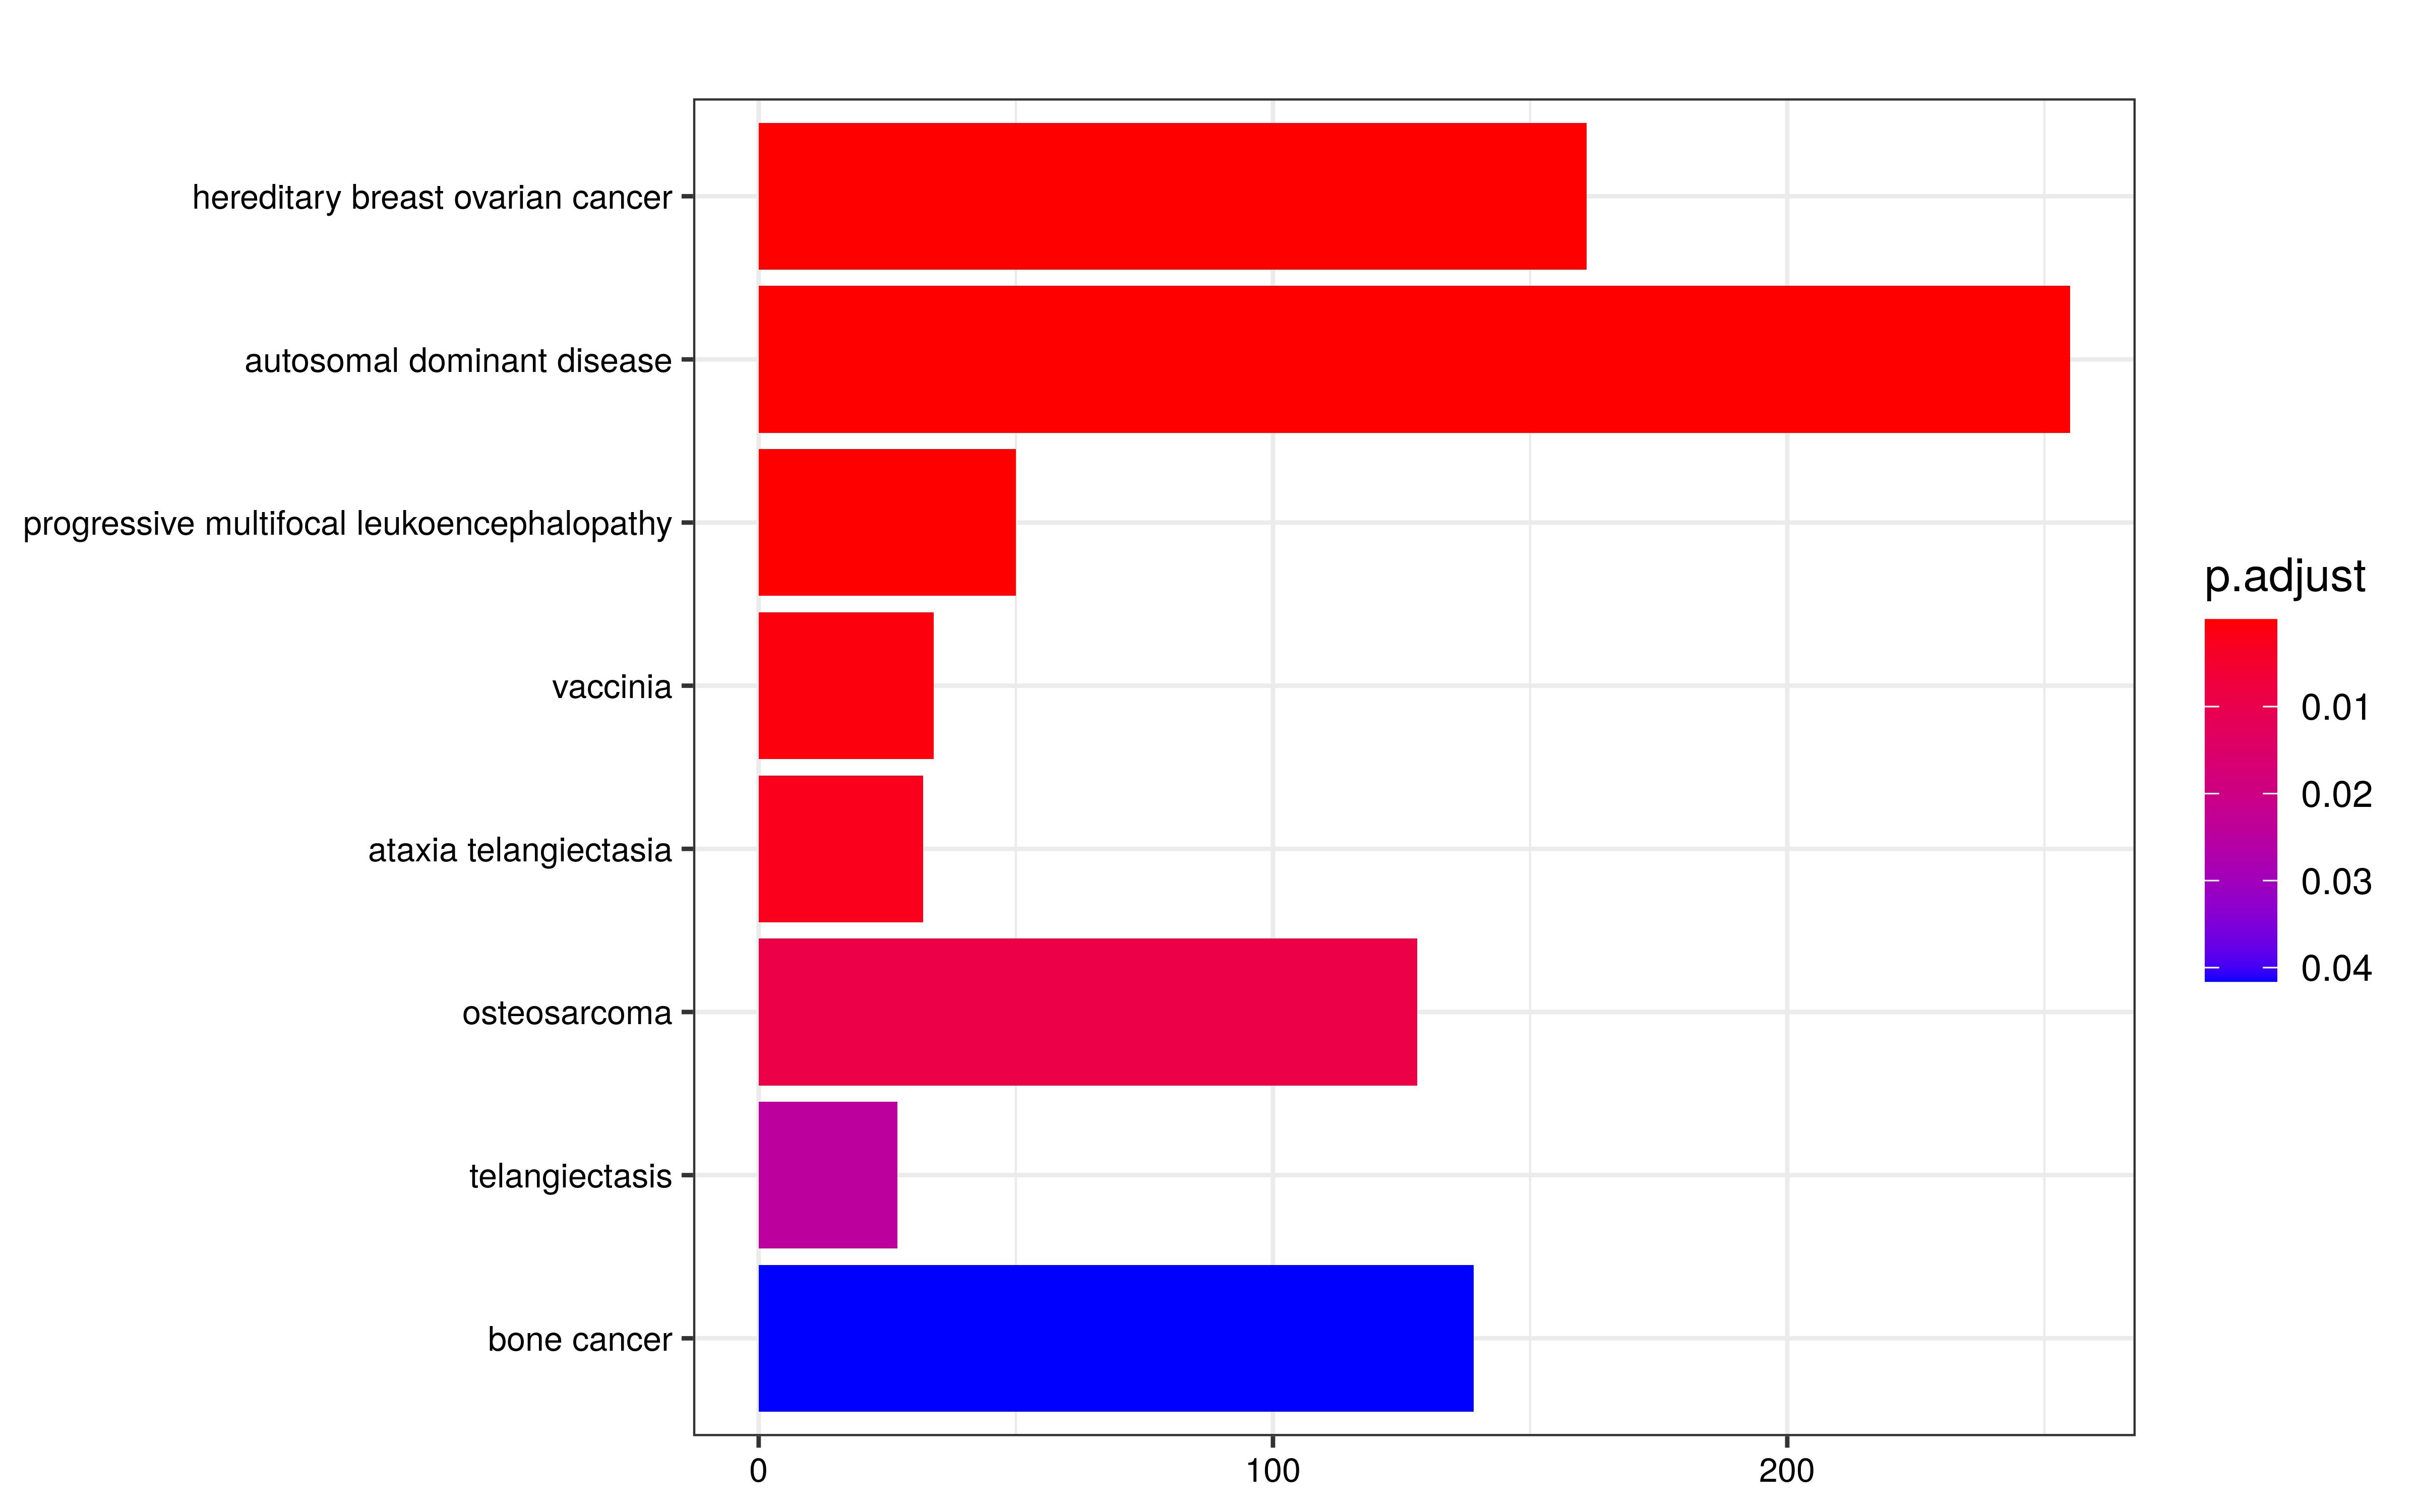 hereditary breast ovarian cancer
autosomal dominant disease
progressive multifocal leukoencephalopathy
vaccinia
ataxia telangiectasia
osteosarcoma
telangiectasis
bone cancer
0 100 200
p.adjust
0.01
0.02
0.03
0.04